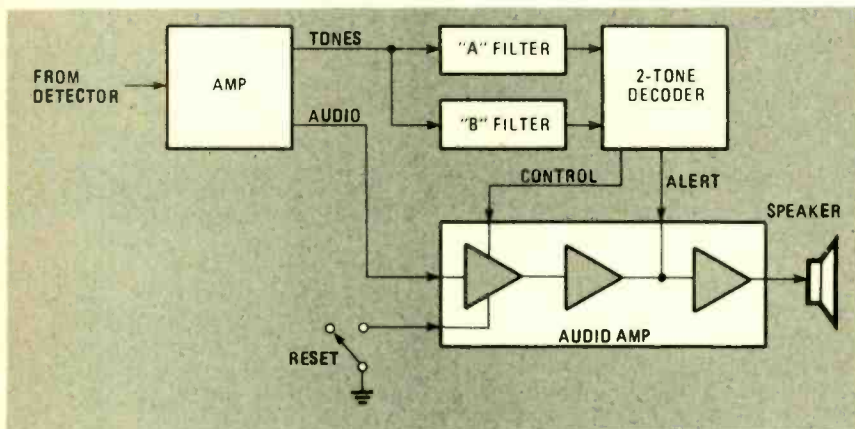 FROM
DETECTOR
AMP
TONES
AUDIO
"A" FILTER
"B" FILTER
2-TONE
DECODER
CONTROL
ALERT
SPEAKER
AUDIO AMP
RESET